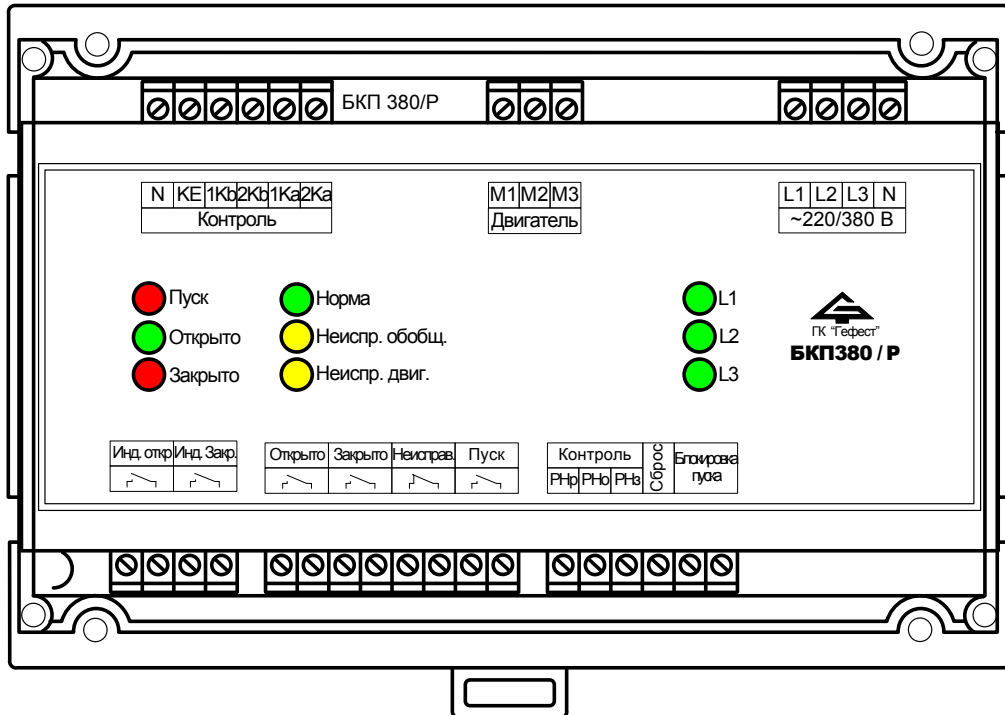 БКП 380/Р
N KE 1Kb 2Kb 1Ka 2Ka
Контроль
M1 M2 M3
Двигатель
L1 L2 L3 N
~220/380 В
Пуск
Открыто
Закрыто
Норма
Неиспр. обобщ.
Неиспр. двиг.
L1
L2
L3
ГК "Гефест"
БКП380 / Р
Инд. откр Инд. Закр.
Открыто Закрыто Неисправ. Пуск
Контроль
РНр РНо РНз
Сброс
Блокировка
пуска